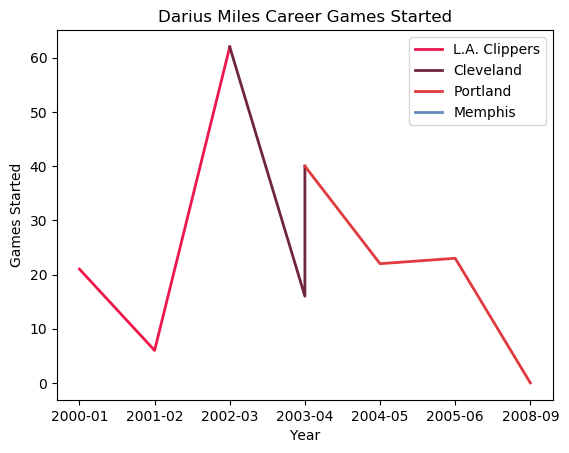 Darius Miles Career Games Started
L.A. Clippers
Cleveland
Portland
Memphis
Games Started
60
50
40
30
20
10
0
2000-01 2001-02 2002-03 2003-04 2004-05 2005-06 2008-09
Year